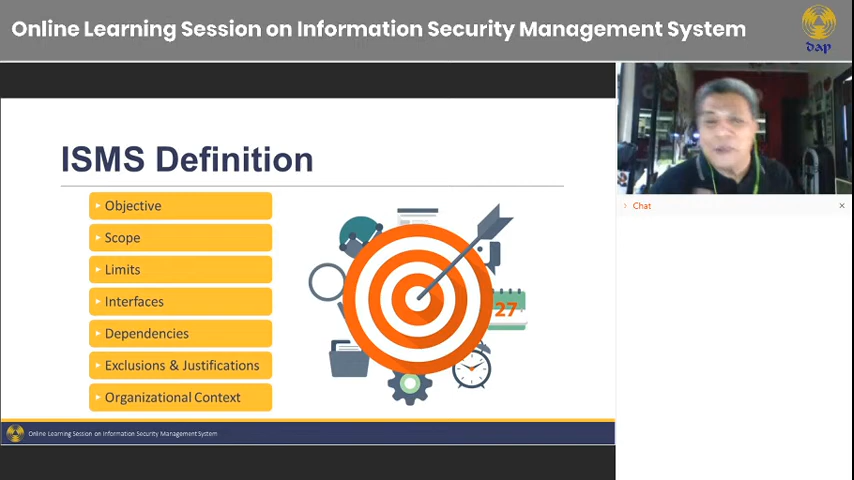 Online Learning Session on Information Security Management System
dap
ISMS Definition
Objective
Scope
Limits
Interfaces
Dependencies
Exclusions & Justifications
Organizational Context
27
Chat
Online Learning Session on Information Security Management System